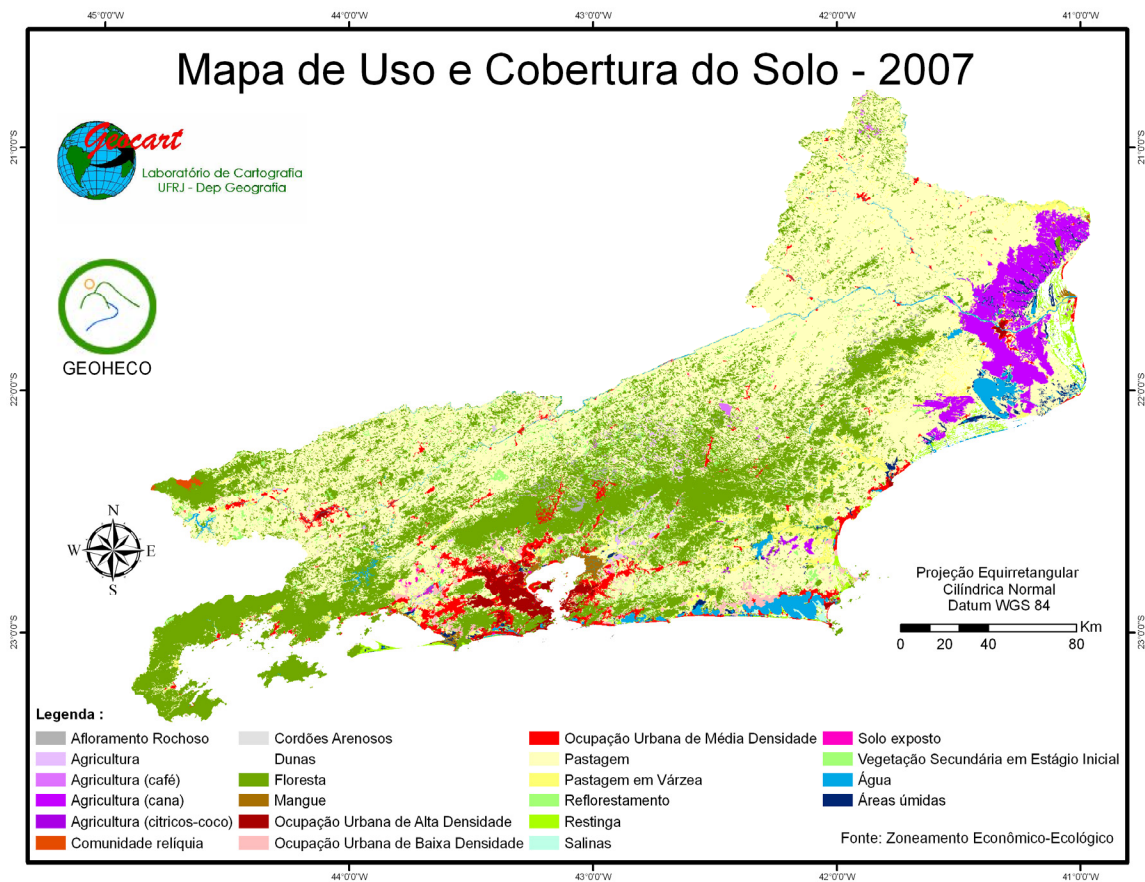 45°0'0"W 44°0'0"W 43°0'0"W 42°0'0"W 41°0'0"W
Mapa de Uso e Cobertura do Solo - 2007
Geocart
Laboratório de Cartografia
UFRJ - Dep Geografia
21°0'0"S
21°0'0"S
GEOHECO
22°0'0"S
22°0'0"S
N
W E
S
Projeção Equirretangular
Cilíndrica Normal
Datum WGS 84
Km
0 20 40 80
23°0'0"S
23°0'0"S
Legenda :
Afloramento Rochoso
Agricultura
Agricultura (café)
Agricultura (cana)
Agricultura (citricos-coco)
Comunidade relíquia
Cordões Arenosos
Dunas
Floresta
Mangue
Ocupação Urbana de Alta Densidade
Ocupação Urbana de Baixa Densidade
Ocupação Urbana de Média Densidade
Pastagem
Pastagem em Várzea
Reflorestamento
Restinga
Salinas
Solo exposto
Vegetação Secundária em Estágio Inicial
Água
Áreas úmidas
Fonte: Zoneamento Econômico-Ecológico
44°0'0"W 43°0'0"W 42°0'0"W 41°0'0"W